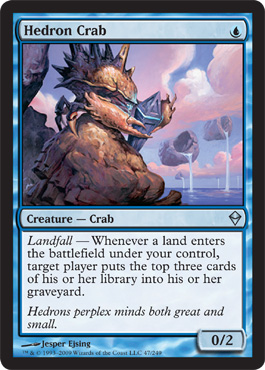 Hedron Crab
Creature — Crab
Landfall — Whenever a land enters
the battlefield under your control,
target player puts the top three cards
of his or her library into his or her
graveyard.
Hedrons perplex minds both great and
small.
Jesper Ejsing
0/2
™ & © 1993–2009 Wizards of the Coast LLC 47/249